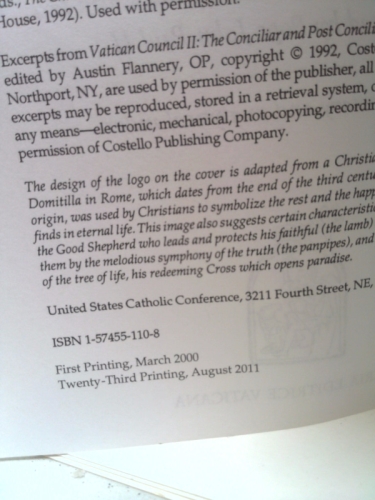 House, 1992). Used with permission.
Excerpts from Vatican Council II: The Conciliar and Post
edited by Austin Flannery, OP, copyright © 1992,
Northport, NY, are used by permission of the publisher, all
excerpts may be reproduced, stored in a retrieval system,
any means—electronic, mechanical, photocopying,
permission of Costello Publishing Company.
The design of the logo on the cover is adapted from a
Domitilla in Rome, which dates from the end of the third
origin, was used by Christians to symbolize the rest and the
finds in eternal life. This image also suggests certain
the Good Shepherd who leads and protects his faithful (the lamb)
them by the melodious symphony of the truth (the panpipes), and
of the tree of life, his redeeming Cross which opens paradise.
United States Catholic Conference, 3211 Fourth Street, NE,
ISBN 1-57455-110-8
First Printing, March 2000
Twenty-Third Printing, August 2011